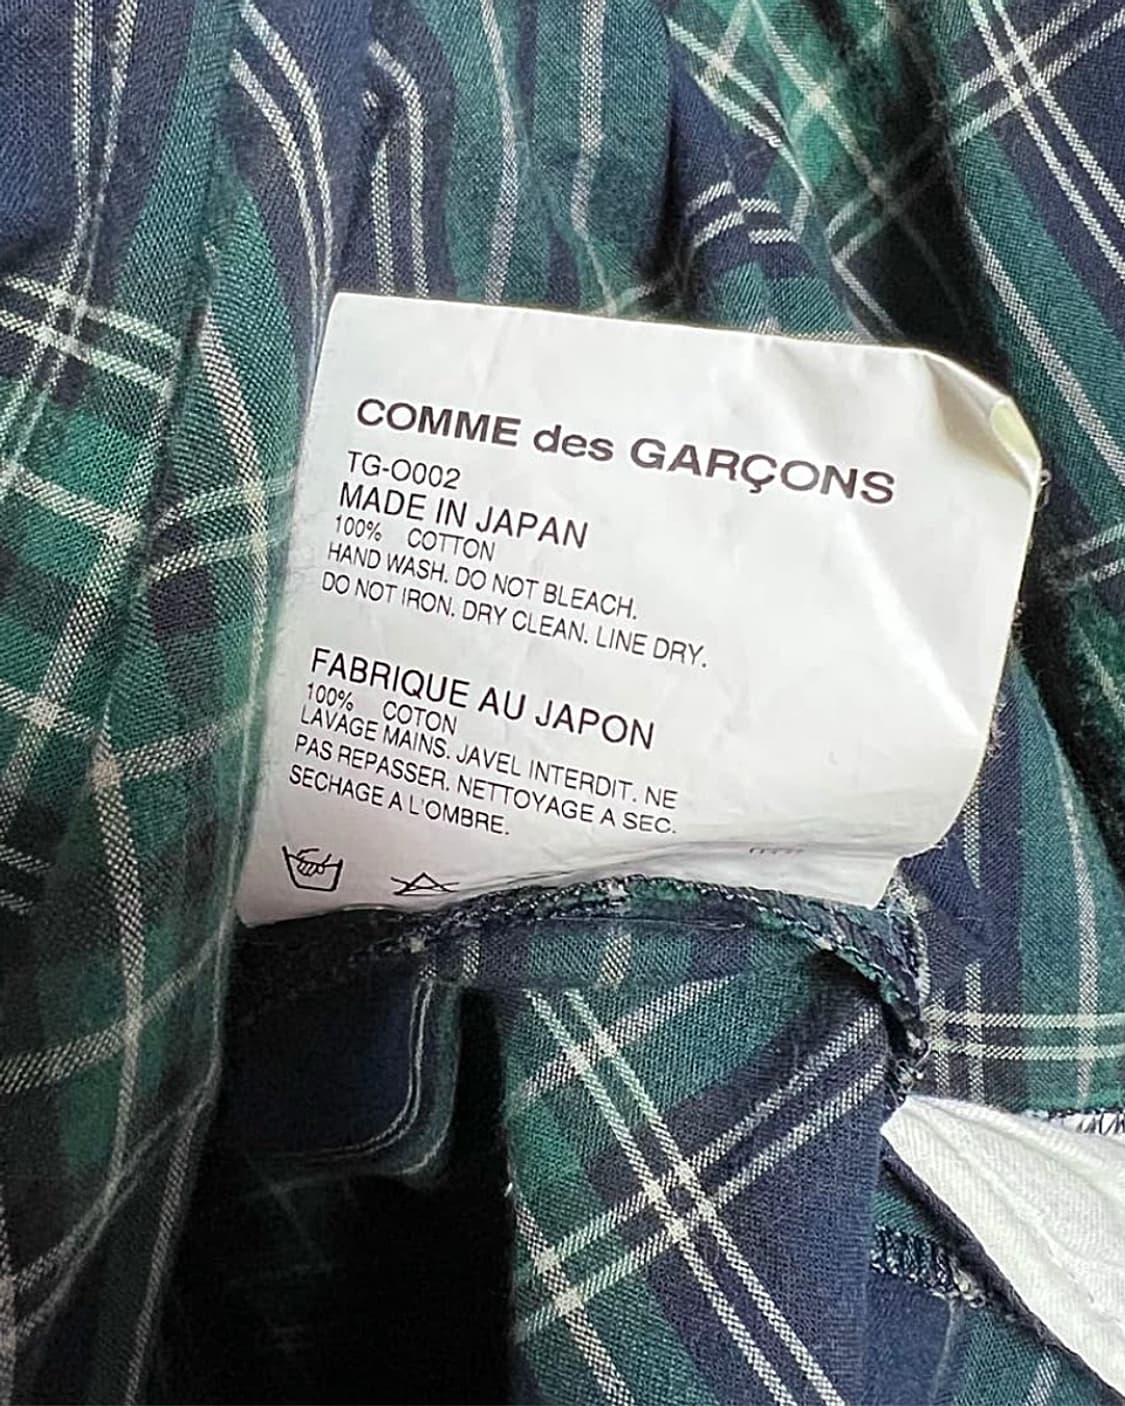 COMME des GARÇONS
TG-O002
MADE IN JAPAN
100% COTTON
HAND WASH. DO NOT BLEACH.
DO NOT IRON. DRY CLEAN. LINE DRY.
FABRIQUE AU JAPON
100% COTON
LAVAGE MAINS. JAVEL INTERDIT. NE
PAS REPASSER. NETTOYAGE A SEC.
SECHAGE A L'OMBRE.